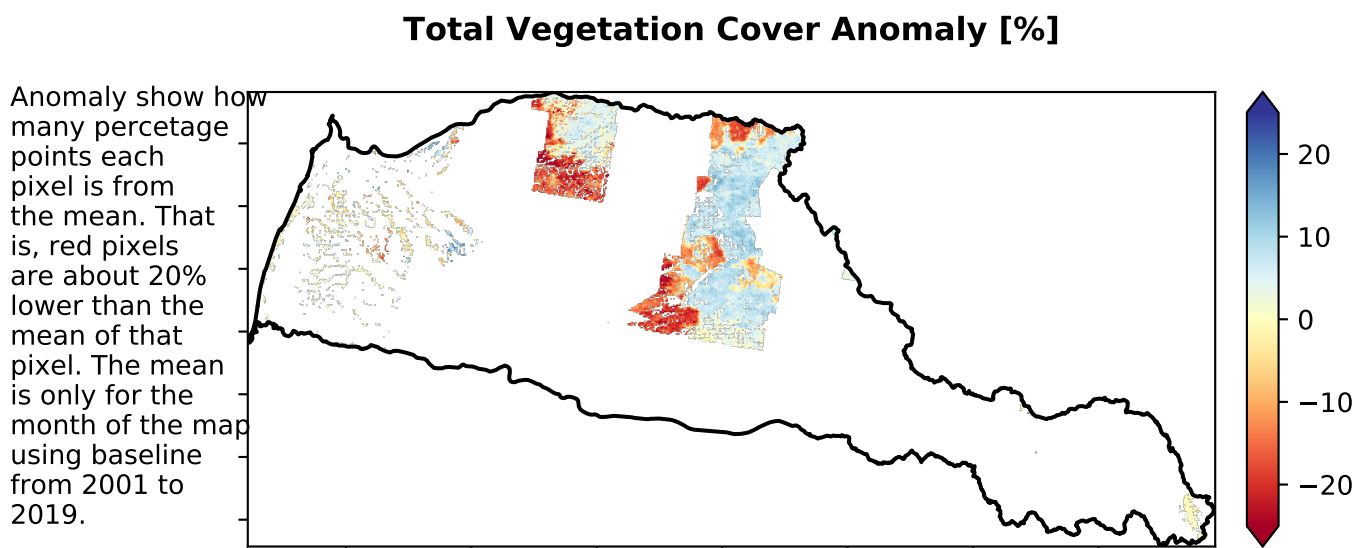 Total Vegetation Cover Anomaly [%]
Anomaly show how
many percetage
points each
pixel is from
the mean. That
is, red pixels
are about 20%
lower than the
mean of that
pixel. The mean
is only for the
month of the map
using baseline
from 2001 to
2019.
20
10
0
−10
−20